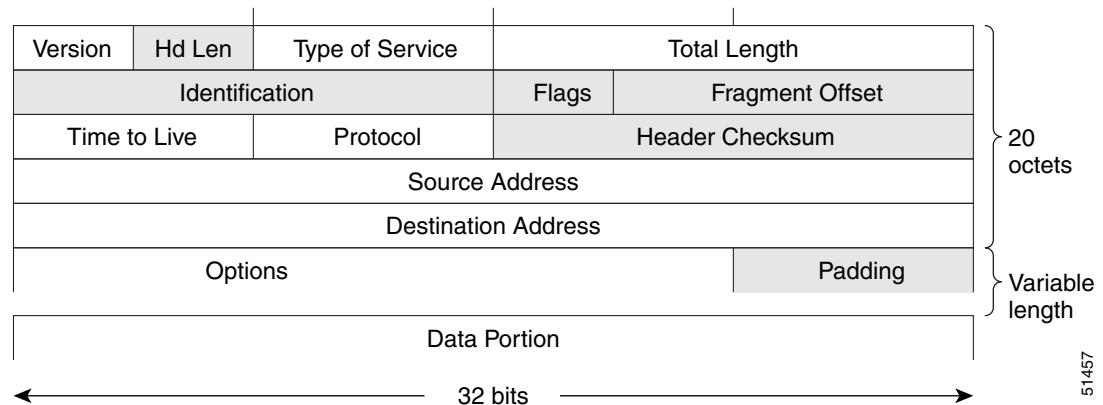 Version Hd Len Type of Service Total Length
Identification Flags Fragment Offset
Time to Live Protocol Header Checksum
20
octets
Source Address
Destination Address
Options Padding
Variable
length
Data Portion
32 bits
51457